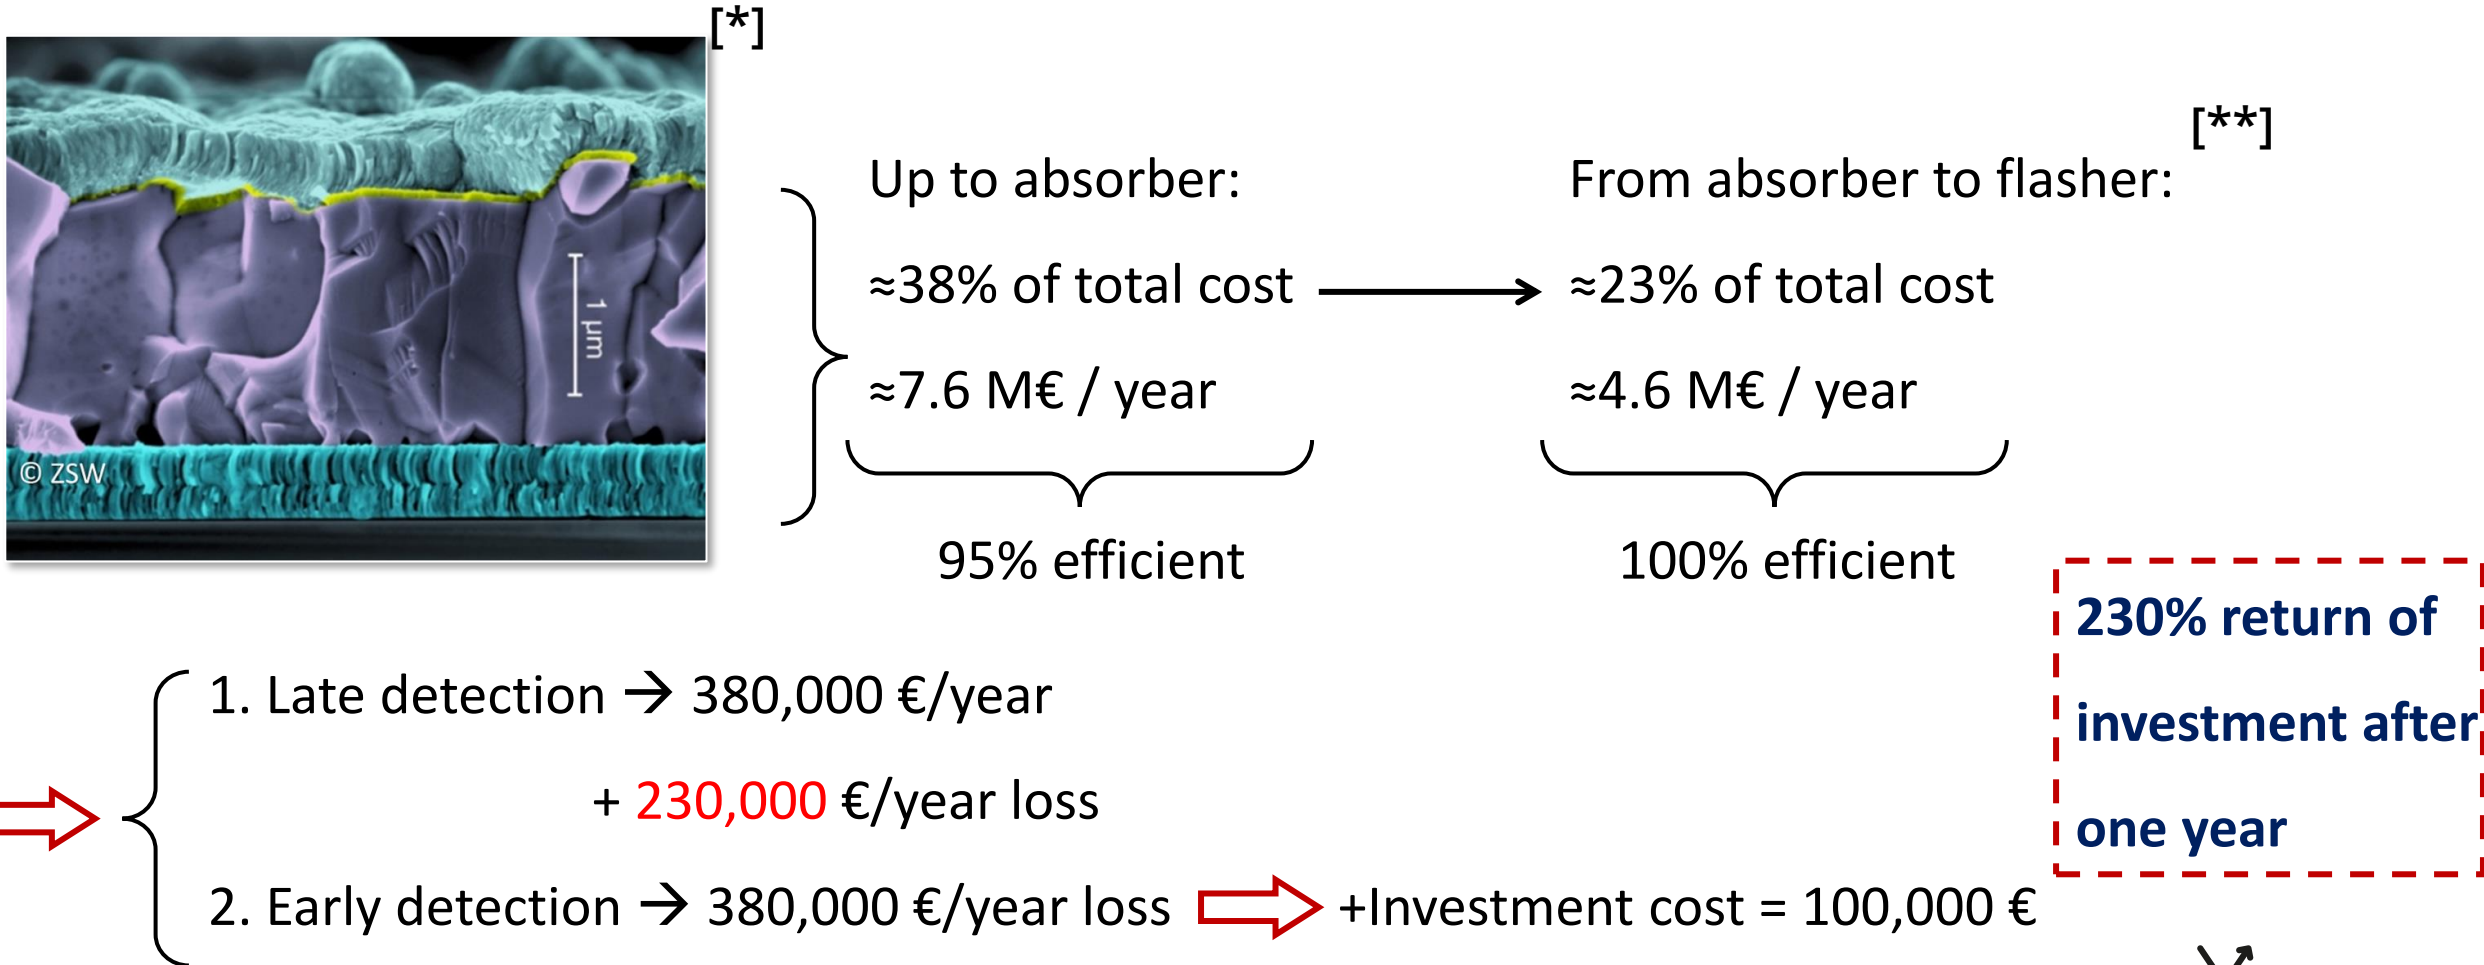 [*]
[**]
Up to absorber:
≈38% of total cost
≈7.6 M€ / year
95% efficient
From absorber to flasher:
≈23% of total cost
≈4.6 M€ / year
100% efficient
1 µm
© ZSW
230% return of
investment after
one year
1. Late detection → 380,000 €/year
+ 230,000 €/year loss
2. Early detection → 380,000 €/year loss
+Investment cost = 100,000 €